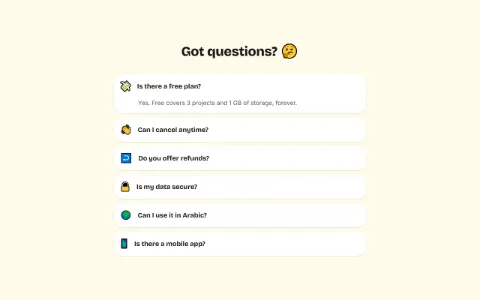 Got questions? 🤔
Is there a free plan?
Yes. Free covers 3 projects and 1 GB of storage, forever.
Can I cancel anytime?
Do you offer refunds?
Is my data secure?
Can I use it in Arabic?
Is there a mobile app?